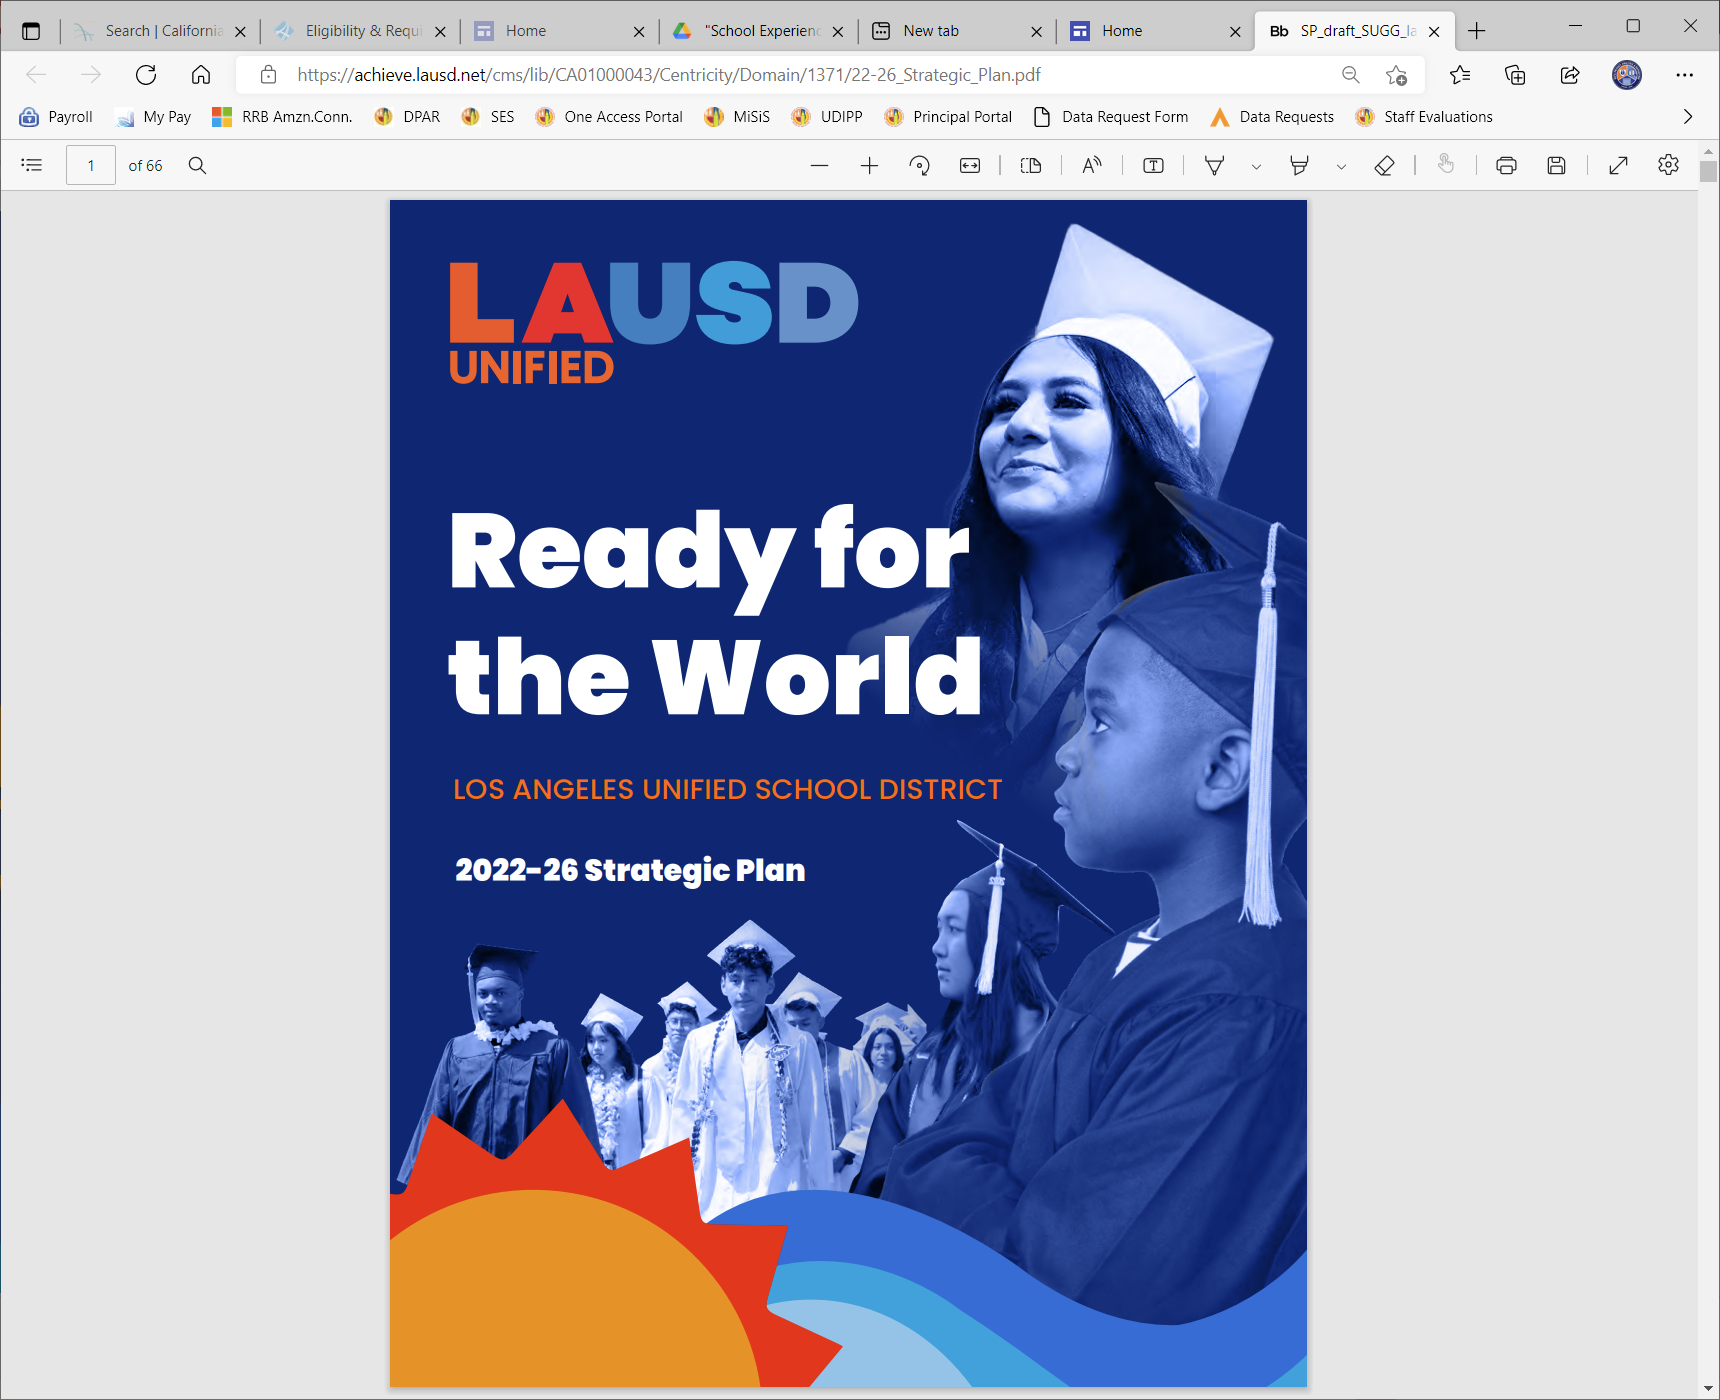 Search | California
Eligibility & Requi
Home
"School Experienc
New tab
Home
Bb SP_draft_SUGG_la
https://achieve.lausd.net/cms/lib/CA01000043/Centricity/Domain/1371/22-26_Strategic_Plan.pdf
Payroll
My Pay
RRB Amzn.Conn.
DPAR
SES
One Access Portal
MiSiS
UDIPP
Principal Portal
Data Request Form
Data Requests
Staff Evaluations
1 of 66
LAUSD
UNIFIED
Ready for
the World
LOS ANGELES UNIFIED SCHOOL DISTRICT
2022-26 Strategic Plan